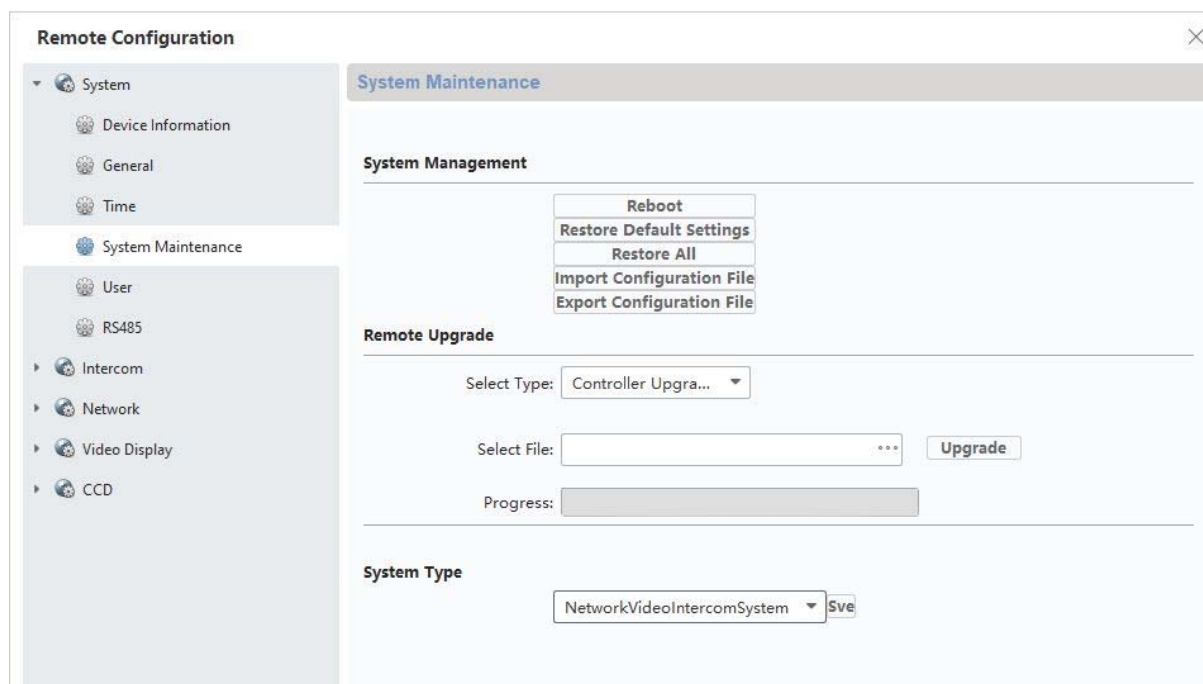 Remote Configuration
System
Device Information
General
Time
System Maintenance
User
RS485
Intercom
Network
Video Display
CCD
System Maintenance
System Management
Reboot
Restore Default Settings
Restore All
Import Configuration File
Export Configuration File
Remote Upgrade
Select Type: Controller Upgra...
Select File: Upgrade
Progress:
System Type
NetworkVideoIntercomSystem Sve